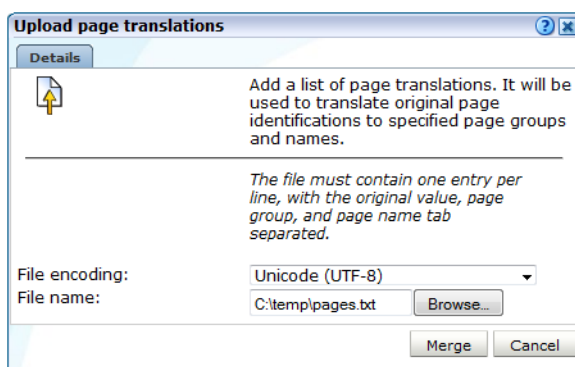 Upload page translations
Details
Add a list of page translations. It will be
used to translate original page
identifications to specified page groups
and names.
The file must contain one entry per
line, with the original value, page
group, and page name tab
separated.
File encoding: Unicode (UTF-8)
File name: C:\temp\pages.txt Browse...
Merge Cancel